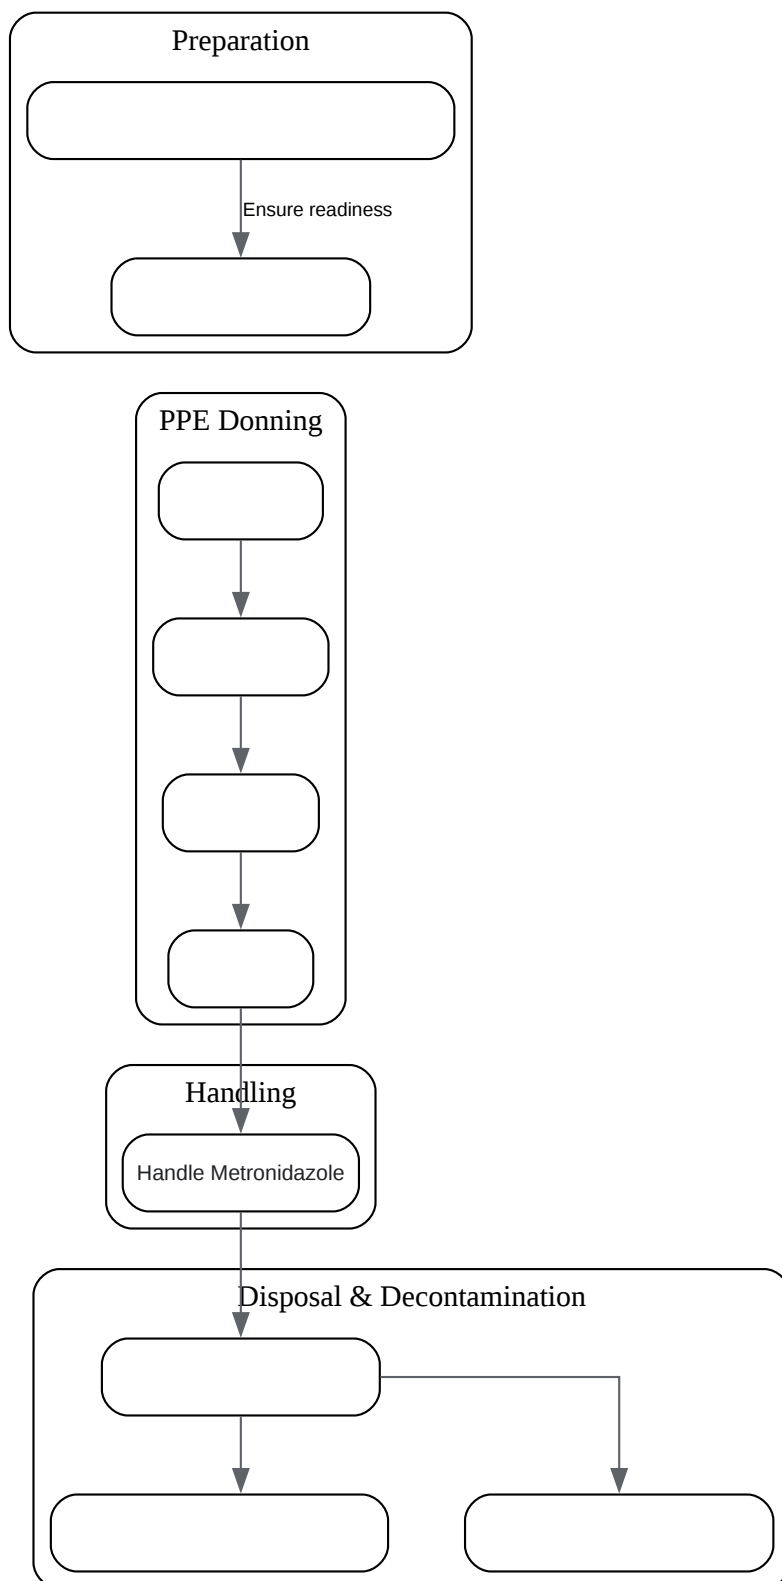 Preparation
Ensure readiness
PPE Donning
Handling
Handle Metronidazole
Disposal & Decontamination